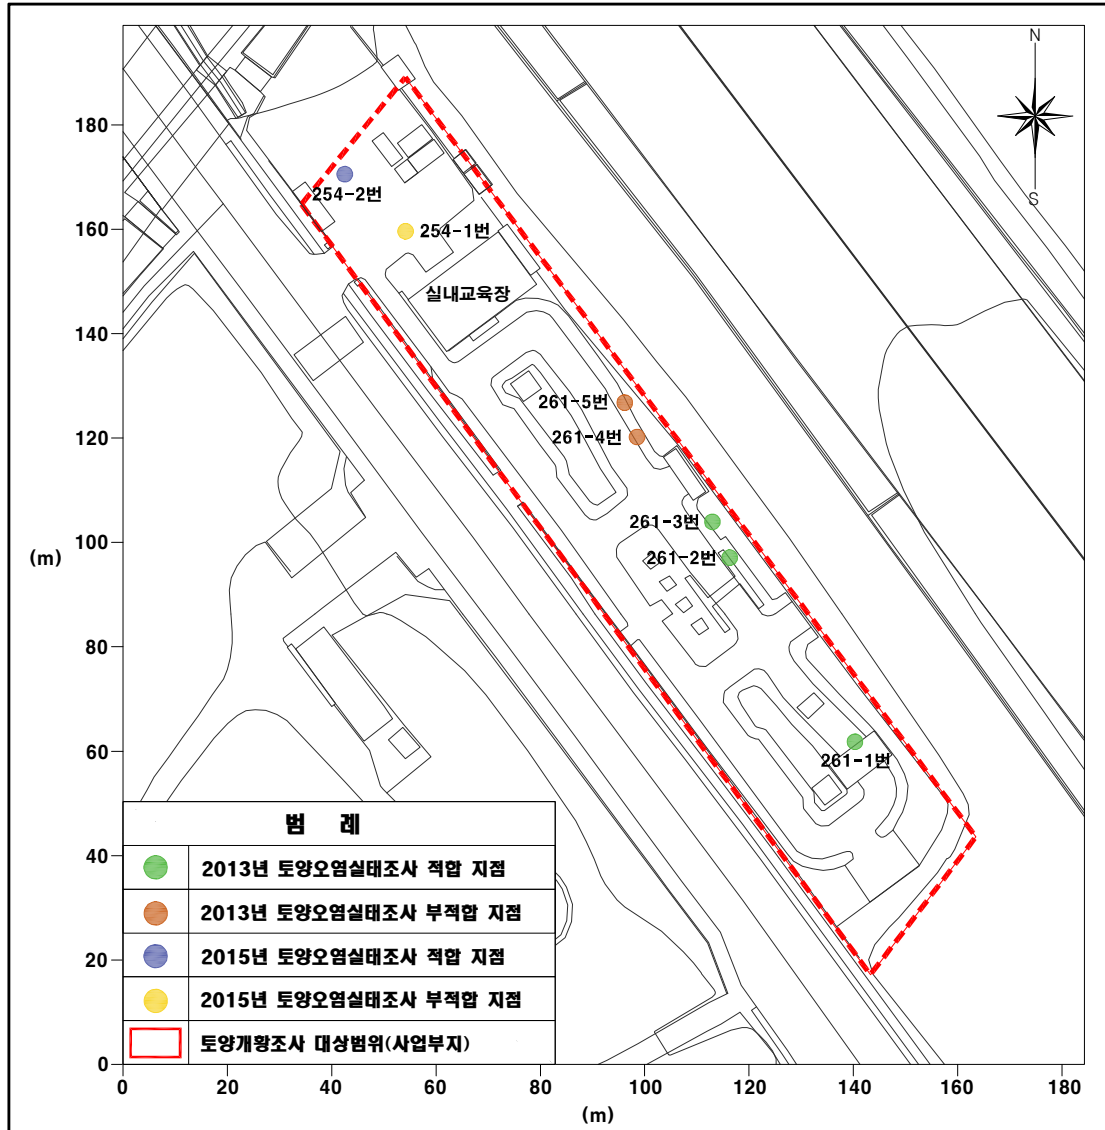 N
S
180
160
140
120
100
80
60
40
20
0
(m)
254-2번
254-1번
실내교육장
261-5번
261-4번
261-3번
261-2번
261-1번
범 례
2013년 토양오염실태조사 적합 지점
2013년 토양오염실태조사 부적합 지점
2015년 토양오염실태조사 적합 지점
2015년 토양오염실태조사 부적합 지점
토양개황조사 대상범위(사업부지)
0 20 40 60 80 100 120 140 160 180
(m)